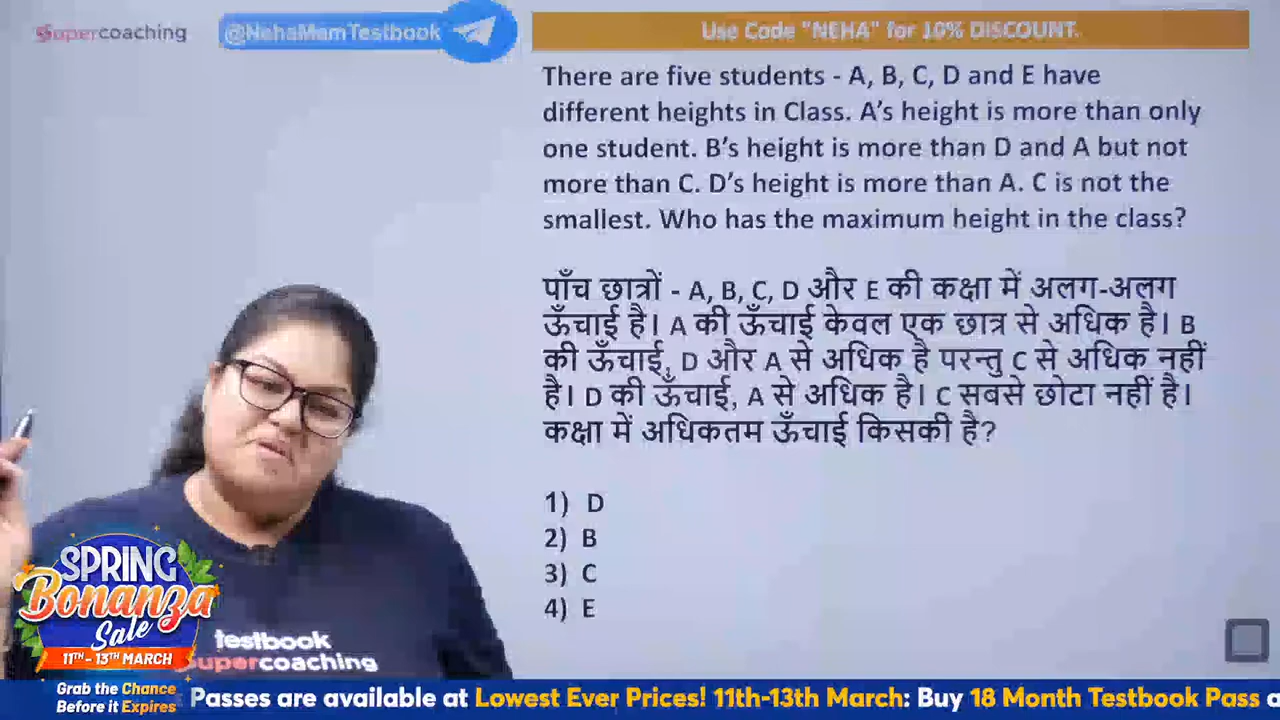 Supercoaching
@NehaMamTestbook
Use Code "NEHA" for 10% DISCOUNT.
There are five students - A, B, C, D and E have
different heights in Class. A's height is more than only
one student. B's height is more than D and A but not
more than C. D's height is more than A. C is not the
smallest. Who has the maximum height in the class?
पाँच छात्रों - A, B, C, D और E की कक्षा में अलग-अलग
ऊँचाई है। A की ऊँचाई केवल एक छात्र से अधिक है। B
की ऊँचाई, D और A से अधिक है परन्तु C से अधिक नहीं
है। D की ऊँचाई, A से अधिक है। C सबसे छोटा नहीं है।
कक्षा में अधिकतम ऊँचाई किसकी है?
1) D
2) B
3) C
4) E
SPRING
Bonanza
Sale
11TH - 13TH MARCH
testbook
Supercoaching
Grab the Chance
Before it Expires
Passes are available at Lowest Ever Prices! 11th-13th March: Buy 18 Month Testbook Pass